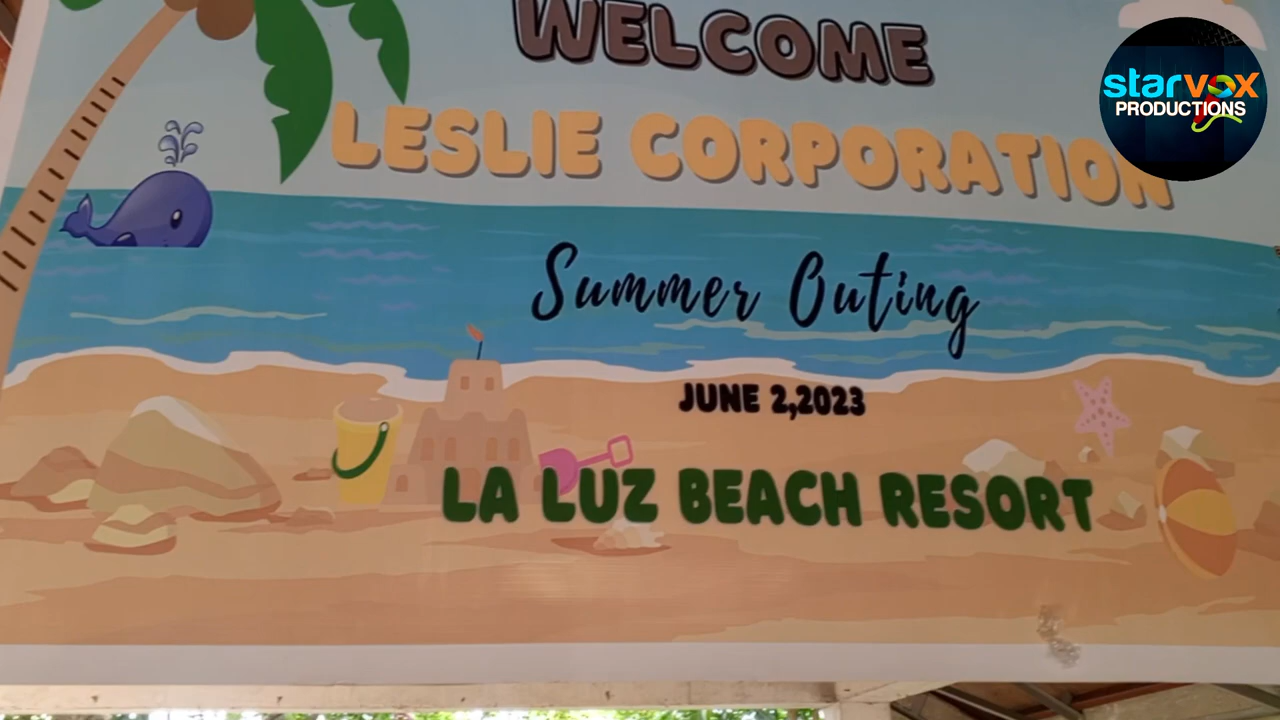 WELCOME
LESLIE CORPORATION
Summer Outing
JUNE 2,2023
LA LUZ BEACH RESORT
starvox
PRODUCTIONS